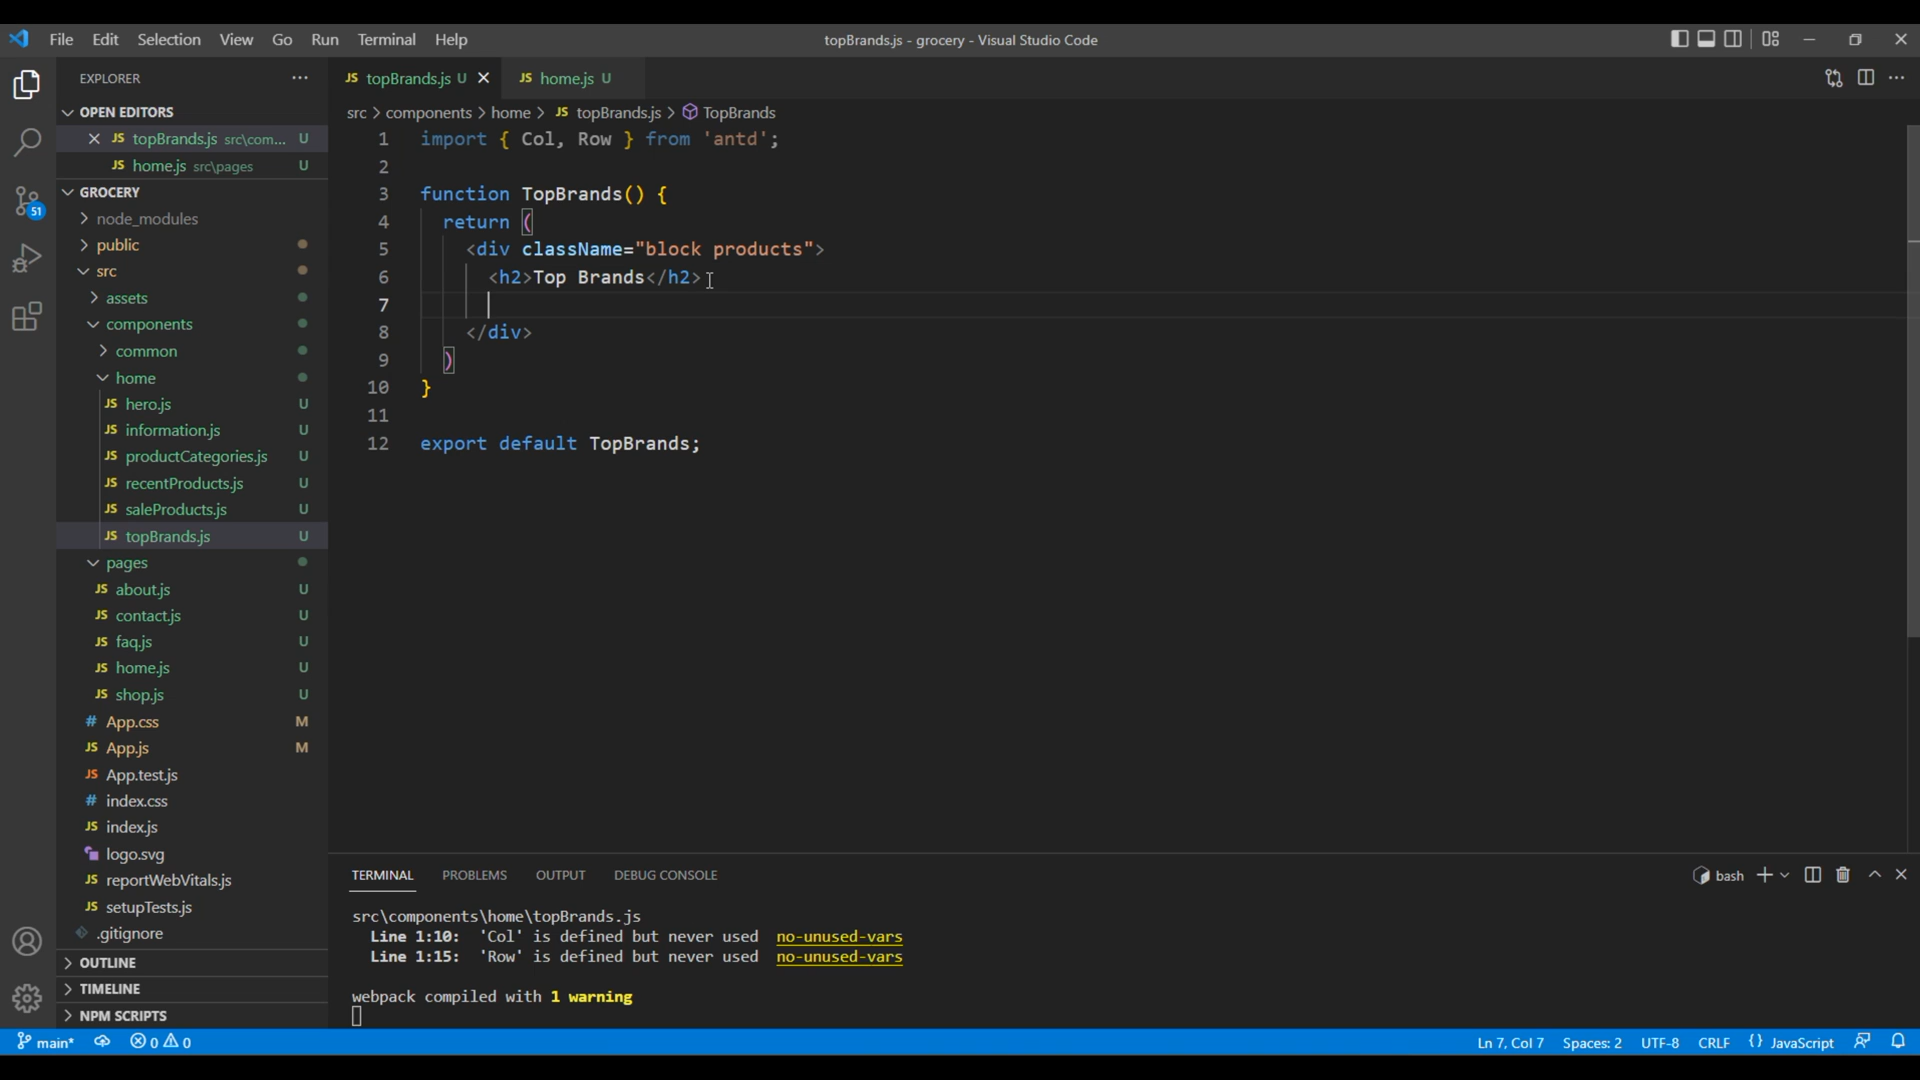 File Edit Selection View Go Run Terminal Help
topBrands.js - grocery - Visual Studio Code
EXPLORER
OPEN EDITORS
JS topBrands.js src\com... U
JS home.js src\pages U
GROCERY
node_modules
public
src
assets
components
common
home
JS hero.js U
JS information.js U
JS productCategories.js U
JS recentProducts.js U
JS saleProducts.js U
JS topBrands.js U
pages
JS about.js U
JS contact.js U
JS faq.js U
JS home.js U
JS shop.js U
# App.css M
JS App.js M
JS App.test.js
# index.css
JS index.js
logo.svg
JS reportWebVitals.js
JS setupTests.js
.gitignore
OUTLINE
TIMELINE
NPM SCRIPTS
51
JS topBrands.js U JS home.js U
src > components > home > JS topBrands.js > TopBrands
1 import { Col, Row } from 'antd';
2
3 function TopBrands() {
4 return (
5 <div className="block products">
6 <h2>Top Brands</h2>
7
8 </div>
9 )
10 }
11
12 export default TopBrands;
TERMINAL PROBLEMS OUTPUT DEBUG CONSOLE
bash
src\components\home\topBrands.js
Line 1:10: 'Col' is defined but never used no-unused-vars
Line 1:15: 'Row' is defined but never used no-unused-vars
webpack compiled with 1 warning
main* 0 0 Ln 7, Col 7 Spaces: 2 UTF-8 CRLF {} JavaScript